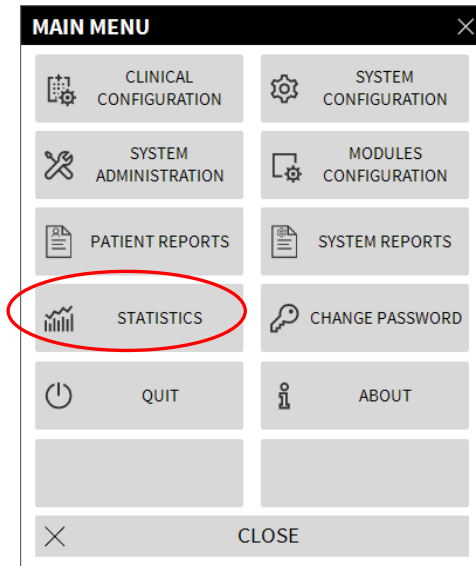 MAIN MENU
CLINICAL
CONFIGURATION
SYSTEM
CONFIGURATION
SYSTEM
ADMINISTRATION
MODULES
CONFIGURATION
PATIENT REPORTS
SYSTEM REPORTS
STATISTICS
CHANGE PASSWORD
QUIT
ABOUT
CLOSE